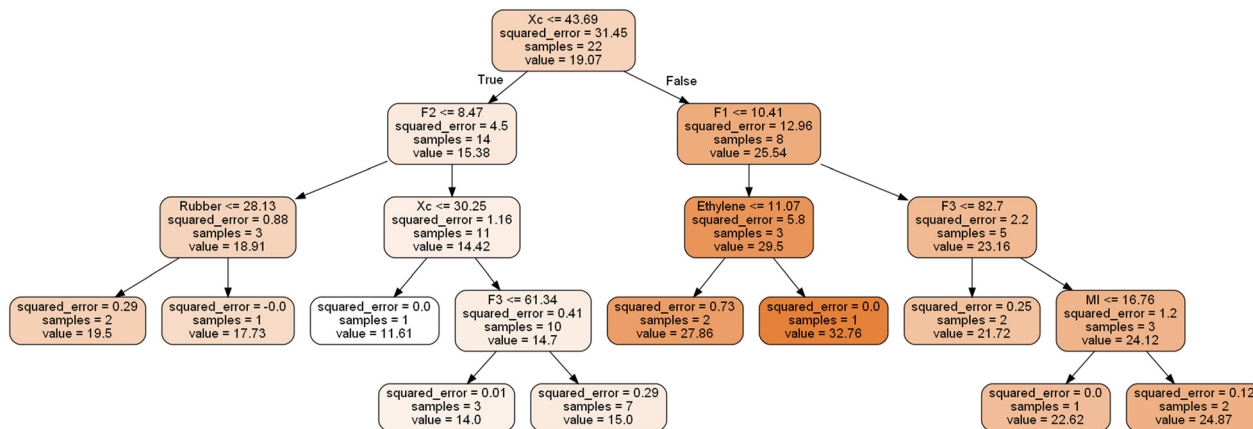 Xc <= 43.69
squared_error = 31.45
samples = 22
value = 19.07
True
False
F2 <= 8.47
squared_error = 4.5
samples = 14
value = 15.38
F1 <= 10.41
squared_error = 12.96
samples = 8
value = 25.54
Rubber <= 28.13
squared_error = 0.88
samples = 3
value = 18.91
Xc <= 30.25
squared_error = 1.16
samples = 11
value = 14.42
Ethylene <= 11.07
squared_error = 5.8
samples = 3
value = 29.5
F3 <= 82.7
squared_error = 2.2
samples = 5
value = 23.16
squared_error = 0.29
samples = 2
value = 19.5
squared_error = -0.0
samples = 1
value = 17.73
squared_error = 0.0
samples = 1
value = 11.61
F3 <= 61.34
squared_error = 0.41
samples = 10
value = 14.7
squared_error = 0.73
samples = 2
value = 27.86
squared_error = 0.0
samples = 1
value = 32.76
squared_error = 0.25
samples = 2
value = 21.72
MI <= 16.76
squared_error = 1.2
samples = 3
value = 24.12
squared_error = 0.01
samples = 3
value = 14.0
squared_error = 0.29
samples = 7
value = 15.0
squared_error = 0.0
samples = 1
value = 22.62
squared_error = 0.12
samples = 2
value = 24.87